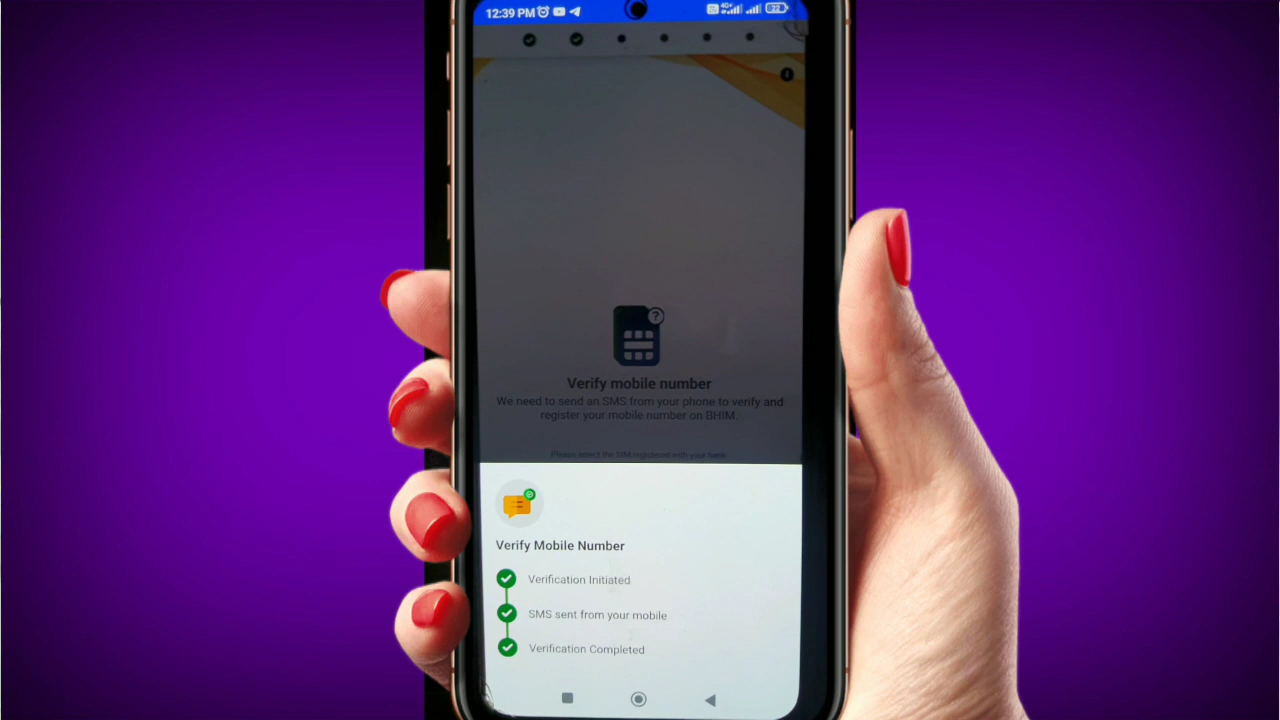 12:39 PM
4G+
22
?
Verify mobile number
We need to send an SMS from your phone to verify and
register your mobile number on BHIM.
Please select the SIM registered with your bank
Verify Mobile Number
Verification Initiated
SMS sent from your mobile
Verification Completed